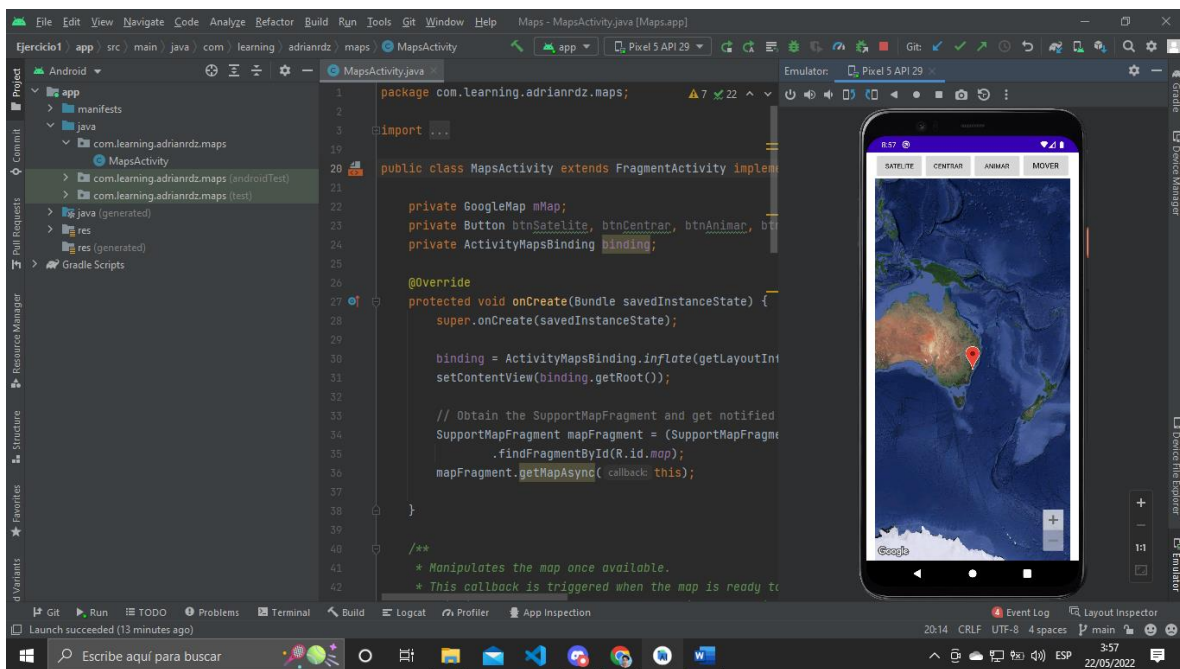 File Edit View Navigate Code Analyze Refactor Build Run Tools Git Window Help Maps - MapsActivity.java [Maps.app]
Ejercicio1 app src main java com learning adrianrdz maps MapsActivity app Pixel 5 API 29 Git:
Android
MapsActivity.java
Emulator: Pixel 5 API 29
app
manifests
java
com.learning.adrianrdz.maps
MapsActivity
com.learning.adrianrdz.maps (androidTest)
com.learning.adrianrdz.maps (test)
java (generated)
res
res (generated)
Gradle Scripts
Project
Commit
Pull Requests
Resource Manager
Structure
Favorites
d Variants
7 22
1 package com.learning.adrianrdz.maps;
2
3 import ...
19
20 public class MapsActivity extends FragmentActivity impleme
21
22 private GoogleMap mMap;
23 private Button btnSatelite, btnCentrar, btnAnimar, bt
24 private ActivityMapsBinding binding;
25
26 @Override
27 protected void onCreate(Bundle savedInstanceState) {
28 super.onCreate(savedInstanceState);
29
30 binding = ActivityMapsBinding.inflate(getLayoutInf
31 setContentView(binding.getRoot());
32
33 // Obtain the SupportMapFragment and get notified
34 SupportMapFragment mapFragment = (SupportMapFragme
35 .findFragmentById(R.id.map);
36 mapFragment.getMapAsync( callback: this);
37
38 }
39
40 /**
41 * Manipulates the map once available.
42 * This callback is triggered when the map is ready to
8:57
SATELITE CENTRAR ANIMAR MOVER
+
−
Google
+
−
1:1
Gradle
Device Manager
Device File Explorer
Emulator
Git Run TODO Problems Terminal Build Logcat Profiler App Inspection 4 Event Log Layout Inspector
Launch succeeded (13 minutes ago) 20:14 CRLF UTF-8 4 spaces main
Escribe aquí para buscar
ESP
3:57
22/05/2022